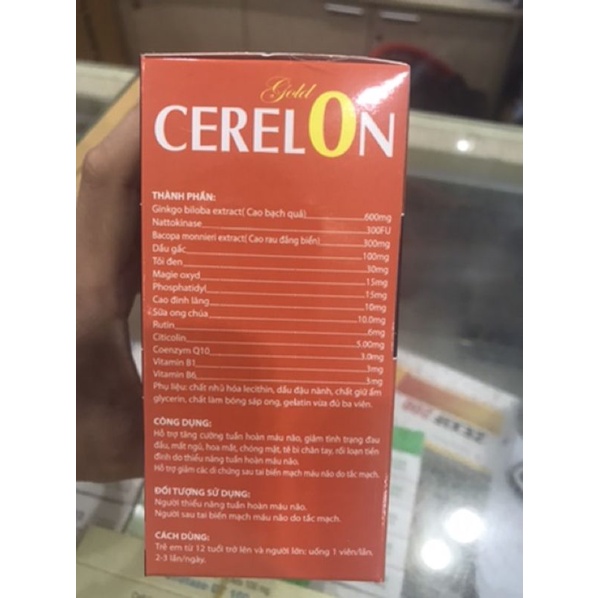 Gold
CERELON
THÀNH PHẦN:
Ginkgo biloba extract( Cao bạch quả) 600mg
Nattokinase 300FU
Bacopa monnieri extract( Cao rau đắng biển) 300mg
Dầu gấc 100mg
Tỏi đen 30mg
Magie oxyd 15mg
Phosphatidyl 15mg
Cao đinh lăng 10mg
Sữa ong chúa 10.0mg
Rutin 6mg
Citicolin 5.00mg
Coenzym Q10 3.0mg
Vitamin B1 3mg
Vitamin B6 3mg
Phụ liệu: chất nhũ hóa lecithin, dầu đậu nành, chất giữ ẩm
glycerin, chất làm bóng sáp ong, gelatin vừa đủ ba viên.
CÔNG DỤNG:
Hỗ trợ tăng cường tuần hoàn máu não, giảm tình trạng đau
đầu, mất ngủ, hoa mắt, chóng mặt, tê bì chân tay, rối loạn tiền
đình do thiểu năng tuần hoàn máu não.
Hỗ trợ giảm các di chứng sau tai biến mạch máu não do tắc mạch.
ĐỐI TƯỢNG SỬ DỤNG:
Người thiểu năng tuần hoàn máu não.
Người sau tai biến mạch máu não do tắc mạch.
CÁCH DÙNG:
Trẻ em từ 12 tuổi trở lên và người lớn: uống 1 viên/lần.
2-3 lần/ngày.